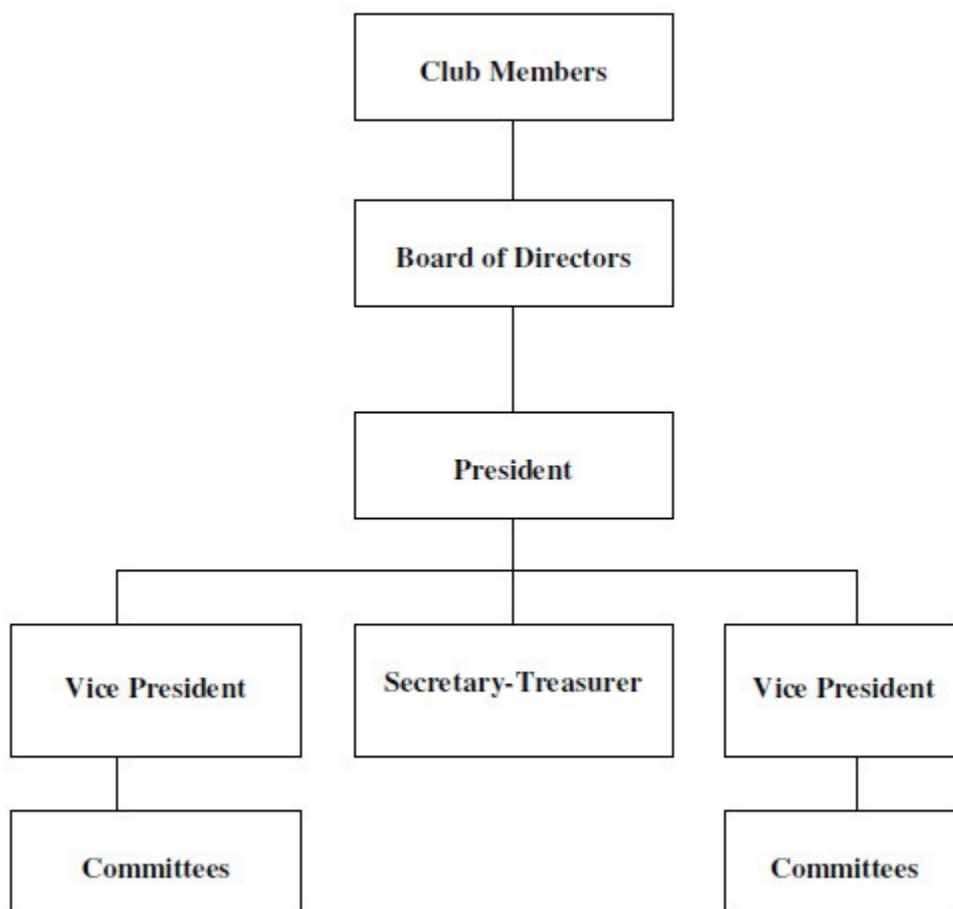 Club Members
Board of Directors
President
Vice President
Secretary-Treasurer
Vice President
Committees
Committees